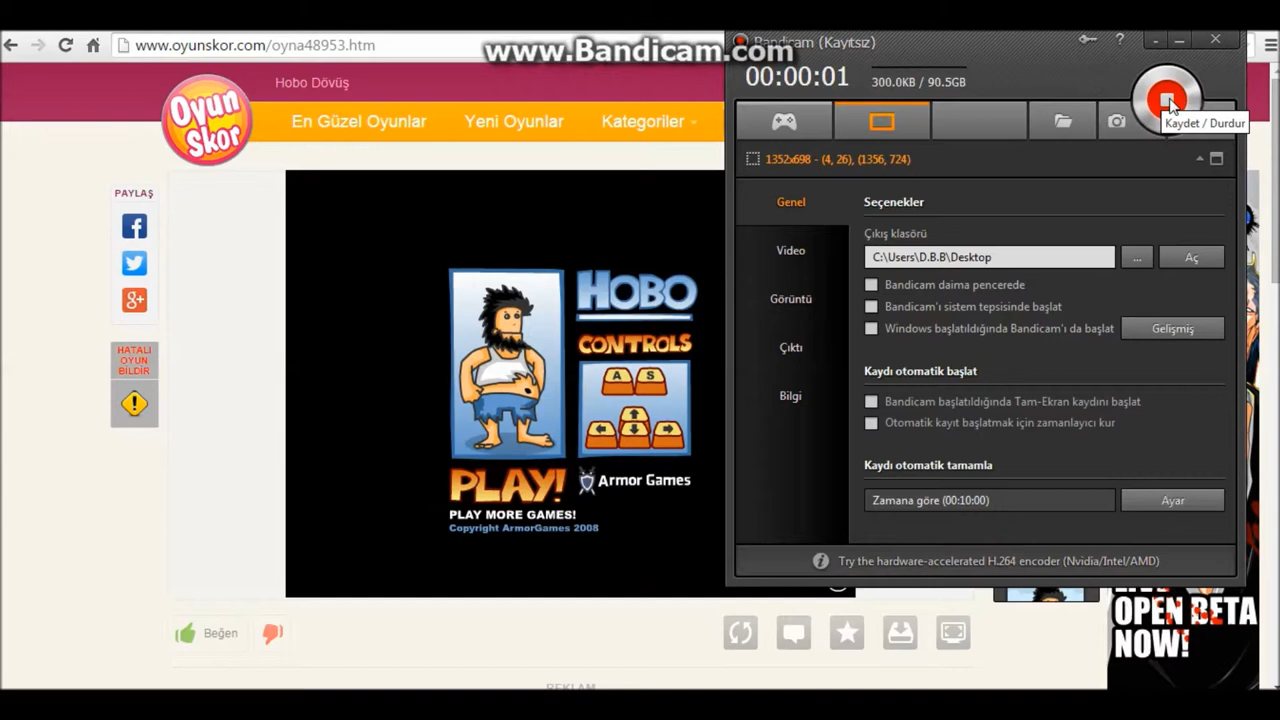 www.oyunskor.com/oyna48953.htm
www.Bandicam.com
Bandicam (Kayıtsız)
00:00:01
300.0KB / 90.5GB
Kaydet / Durdur
Hobo Dövüş
Oyun
Skor
En Güzel Oyunlar
Yeni Oyunlar
Kategoriler
1352x698 - (4, 26), (1356, 724)
PAYLAŞ
HATALI
OYUN
BİLDİR
HOBO
CONTROLS
A S
PLAY!
Armor Games
PLAY MORE GAMES!
Copyright ArmorGames 2008
Genel
Video
Görüntü
Çıktı
Bilgi
Seçenekler
Çıkış klasörü
C:\Users\D.B.B\Desktop
...
Aç
Bandicam daima pencerede
Bandicam'ı sistem tepsisinde başlat
Windows başlatıldığında Bandicam'ı da başlat
Gelişmiş
Kaydı otomatik başlat
Bandicam başlatıldığında Tam-Ekran kaydını başlat
Otomatik kayıt başlatmak için zamanlayıcı kur
Kaydı otomatik tamamla
Zamana göre (00:10:00)
Ayar
Try the hardware-accelerated H.264 encoder (Nvidia/Intel/AMD)
Beğen
OPEN BETA
NOW!
REKLAM